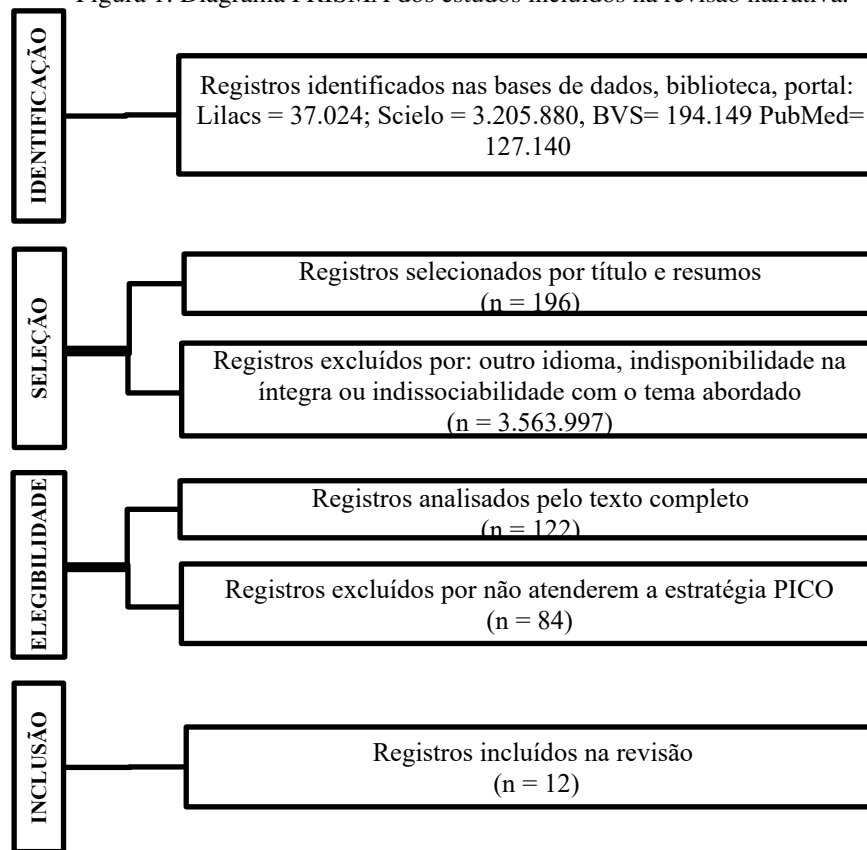 Figura 1. Diagrama PRISMA dos estudos incluídos na revisão narrativa.
IDENTIFICAÇÃO
Registros identificados nas bases de dados, biblioteca, portal:
Lilacs = 37.024; Scielo = 3.205.880, BVS= 194.149 PubMed=
127.140
SELEÇÃO
Registros selecionados por título e resumos
(n = 196)
Registros excluídos por: outro idioma, indisponibilidade na
íntegra ou indissociabilidade com o tema abordado
(n = 3.563.997)
ELEGIBILIDADE
Registros analisados pelo texto completo
(n = 122)
Registros excluídos por não atenderem a estratégia PICO
(n = 84)
INCLUSÃO
Registros incluídos na revisão
(n = 12)